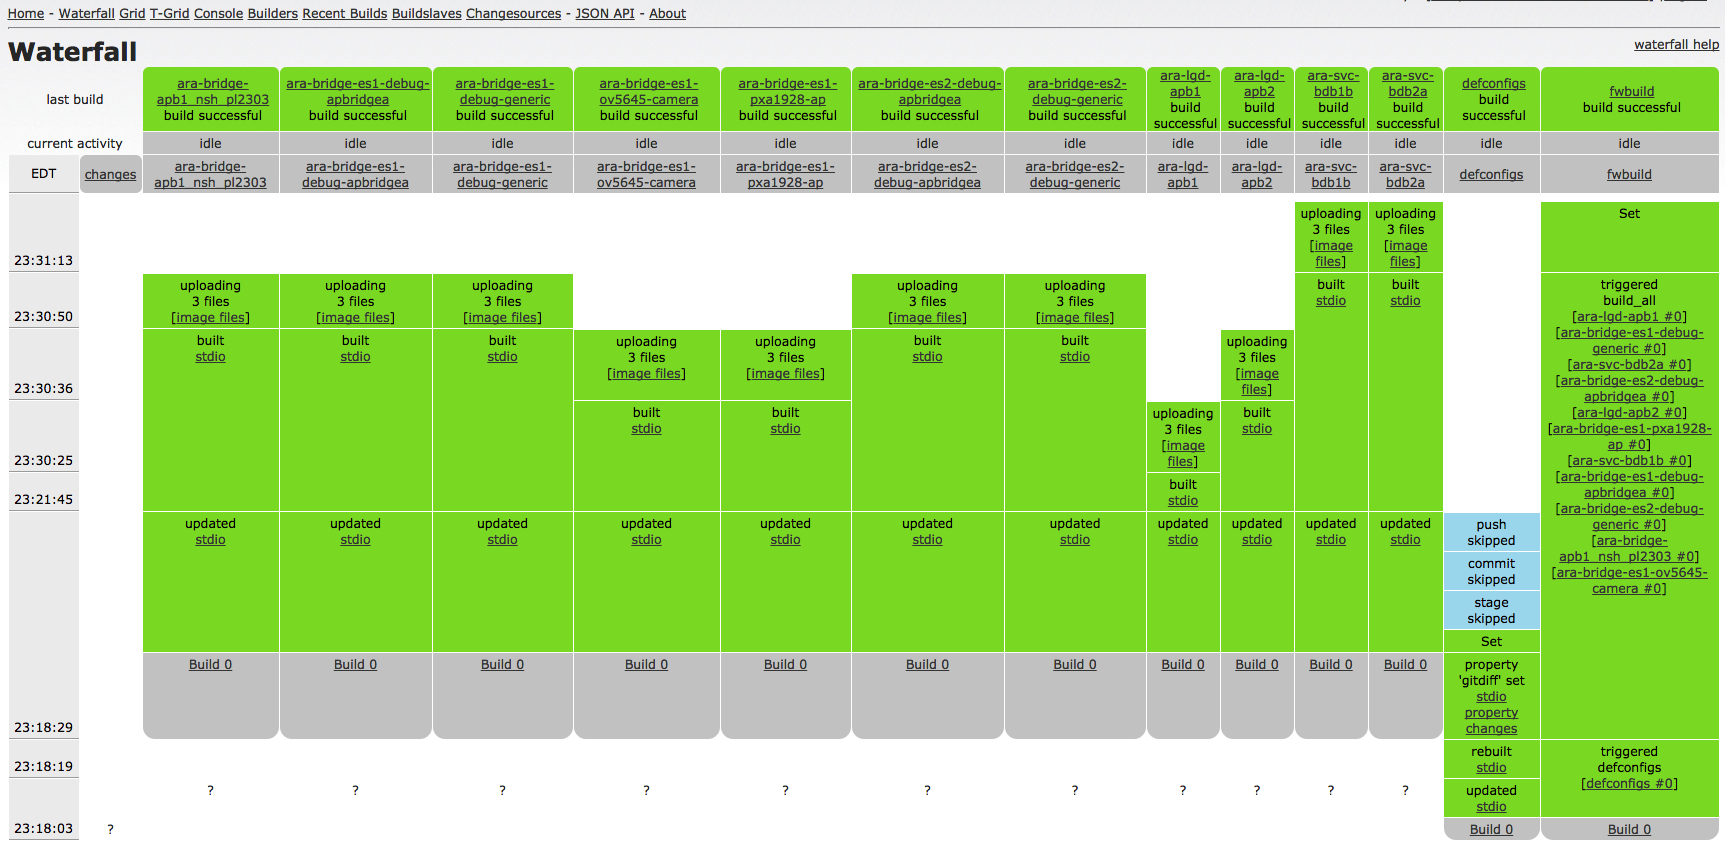 Home - Waterfall Grid T-Grid Console Builders Recent Builds Buildslaves Changesources - JSON API - About
Waterfall
waterfall help
last build
ara-bridge-
apb1_nsh_pl2303
build successful
ara-bridge-es1-debug-
apbridgea
build successful
ara-bridge-es1-
debug-generic
build successful
ara-bridge-es1-
ov5645-camera
build successful
ara-bridge-es1-
pxa1928-ap
build successful
ara-bridge-es2-debug-
apbridgea
build successful
ara-bridge-es2-
debug-generic
build successful
ara-lgd-
apb1
build
successful
ara-lgd-
apb2
build
successful
ara-svc-
bdb1b
build
successful
ara-svc-
bdb2a
build
successful
defconfigs
build
successful
fwbuild
build successful
current activity
idle
idle
idle
idle
idle
idle
idle
idle
idle
idle
idle
idle
idle
EDT
changes
ara-bridge-
apb1_nsh_pl2303
ara-bridge-es1-
debug-apbridgea
ara-bridge-es1-
debug-generic
ara-bridge-es1-
ov5645-camera
ara-bridge-es1-
pxa1928-ap
ara-bridge-es2-
debug-apbridgea
ara-bridge-es2-
debug-generic
ara-lgd-
apb1
ara-lgd-
apb2
ara-svc-
bdb1b
ara-svc-
bdb2a
defconfigs
fwbuild
23:31:13
uploading
3 files
[image
files]
uploading
3 files
[image
files]
Set
23:30:50
uploading
3 files
[image files]
uploading
3 files
[image files]
uploading
3 files
[image files]
uploading
3 files
[image files]
uploading
3 files
[image files]
built
stdio
built
stdio
triggered
build_all
[ara-lgd-apb1 #0]
[ara-bridge-es1-debug-
generic #0]
[ara-svc-bdb2a #0]
[ara-bridge-es2-debug-
apbridgea #0]
[ara-lgd-apb2 #0]
[ara-bridge-es1-pxa1928-
ap #0]
[ara-svc-bdb1b #0]
[ara-bridge-es1-debug-
apbridgea #0]
[ara-bridge-es2-debug-
generic #0]
[ara-bridge-
apb1_nsh_pl2303 #0]
[ara-bridge-es1-ov5645-
camera #0]
23:30:36
built
stdio
built
stdio
built
stdio
uploading
3 files
[image files]
uploading
3 files
[image files]
built
stdio
built
stdio
uploading
3 files
[image
files]
23:30:25
built
stdio
built
stdio
uploading
3 files
[image
files]
built
stdio
23:21:45
built
stdio
23:18:29
updated
stdio
updated
stdio
updated
stdio
updated
stdio
updated
stdio
updated
stdio
updated
stdio
updated
stdio
updated
stdio
updated
stdio
updated
stdio
push
skipped
commit
skipped
stage
skipped
Set
Build 0
Build 0
Build 0
Build 0
Build 0
Build 0
Build 0
Build 0
Build 0
Build 0
Build 0
property
'gitdiff' set
stdio
property
changes
23:18:19
rebuilt
stdio
triggered
defconfigs
[defconfigs #0]
?
?
?
?
?
?
?
?
?
?
?
updated
stdio
23:18:03
?
Build 0
Build 0